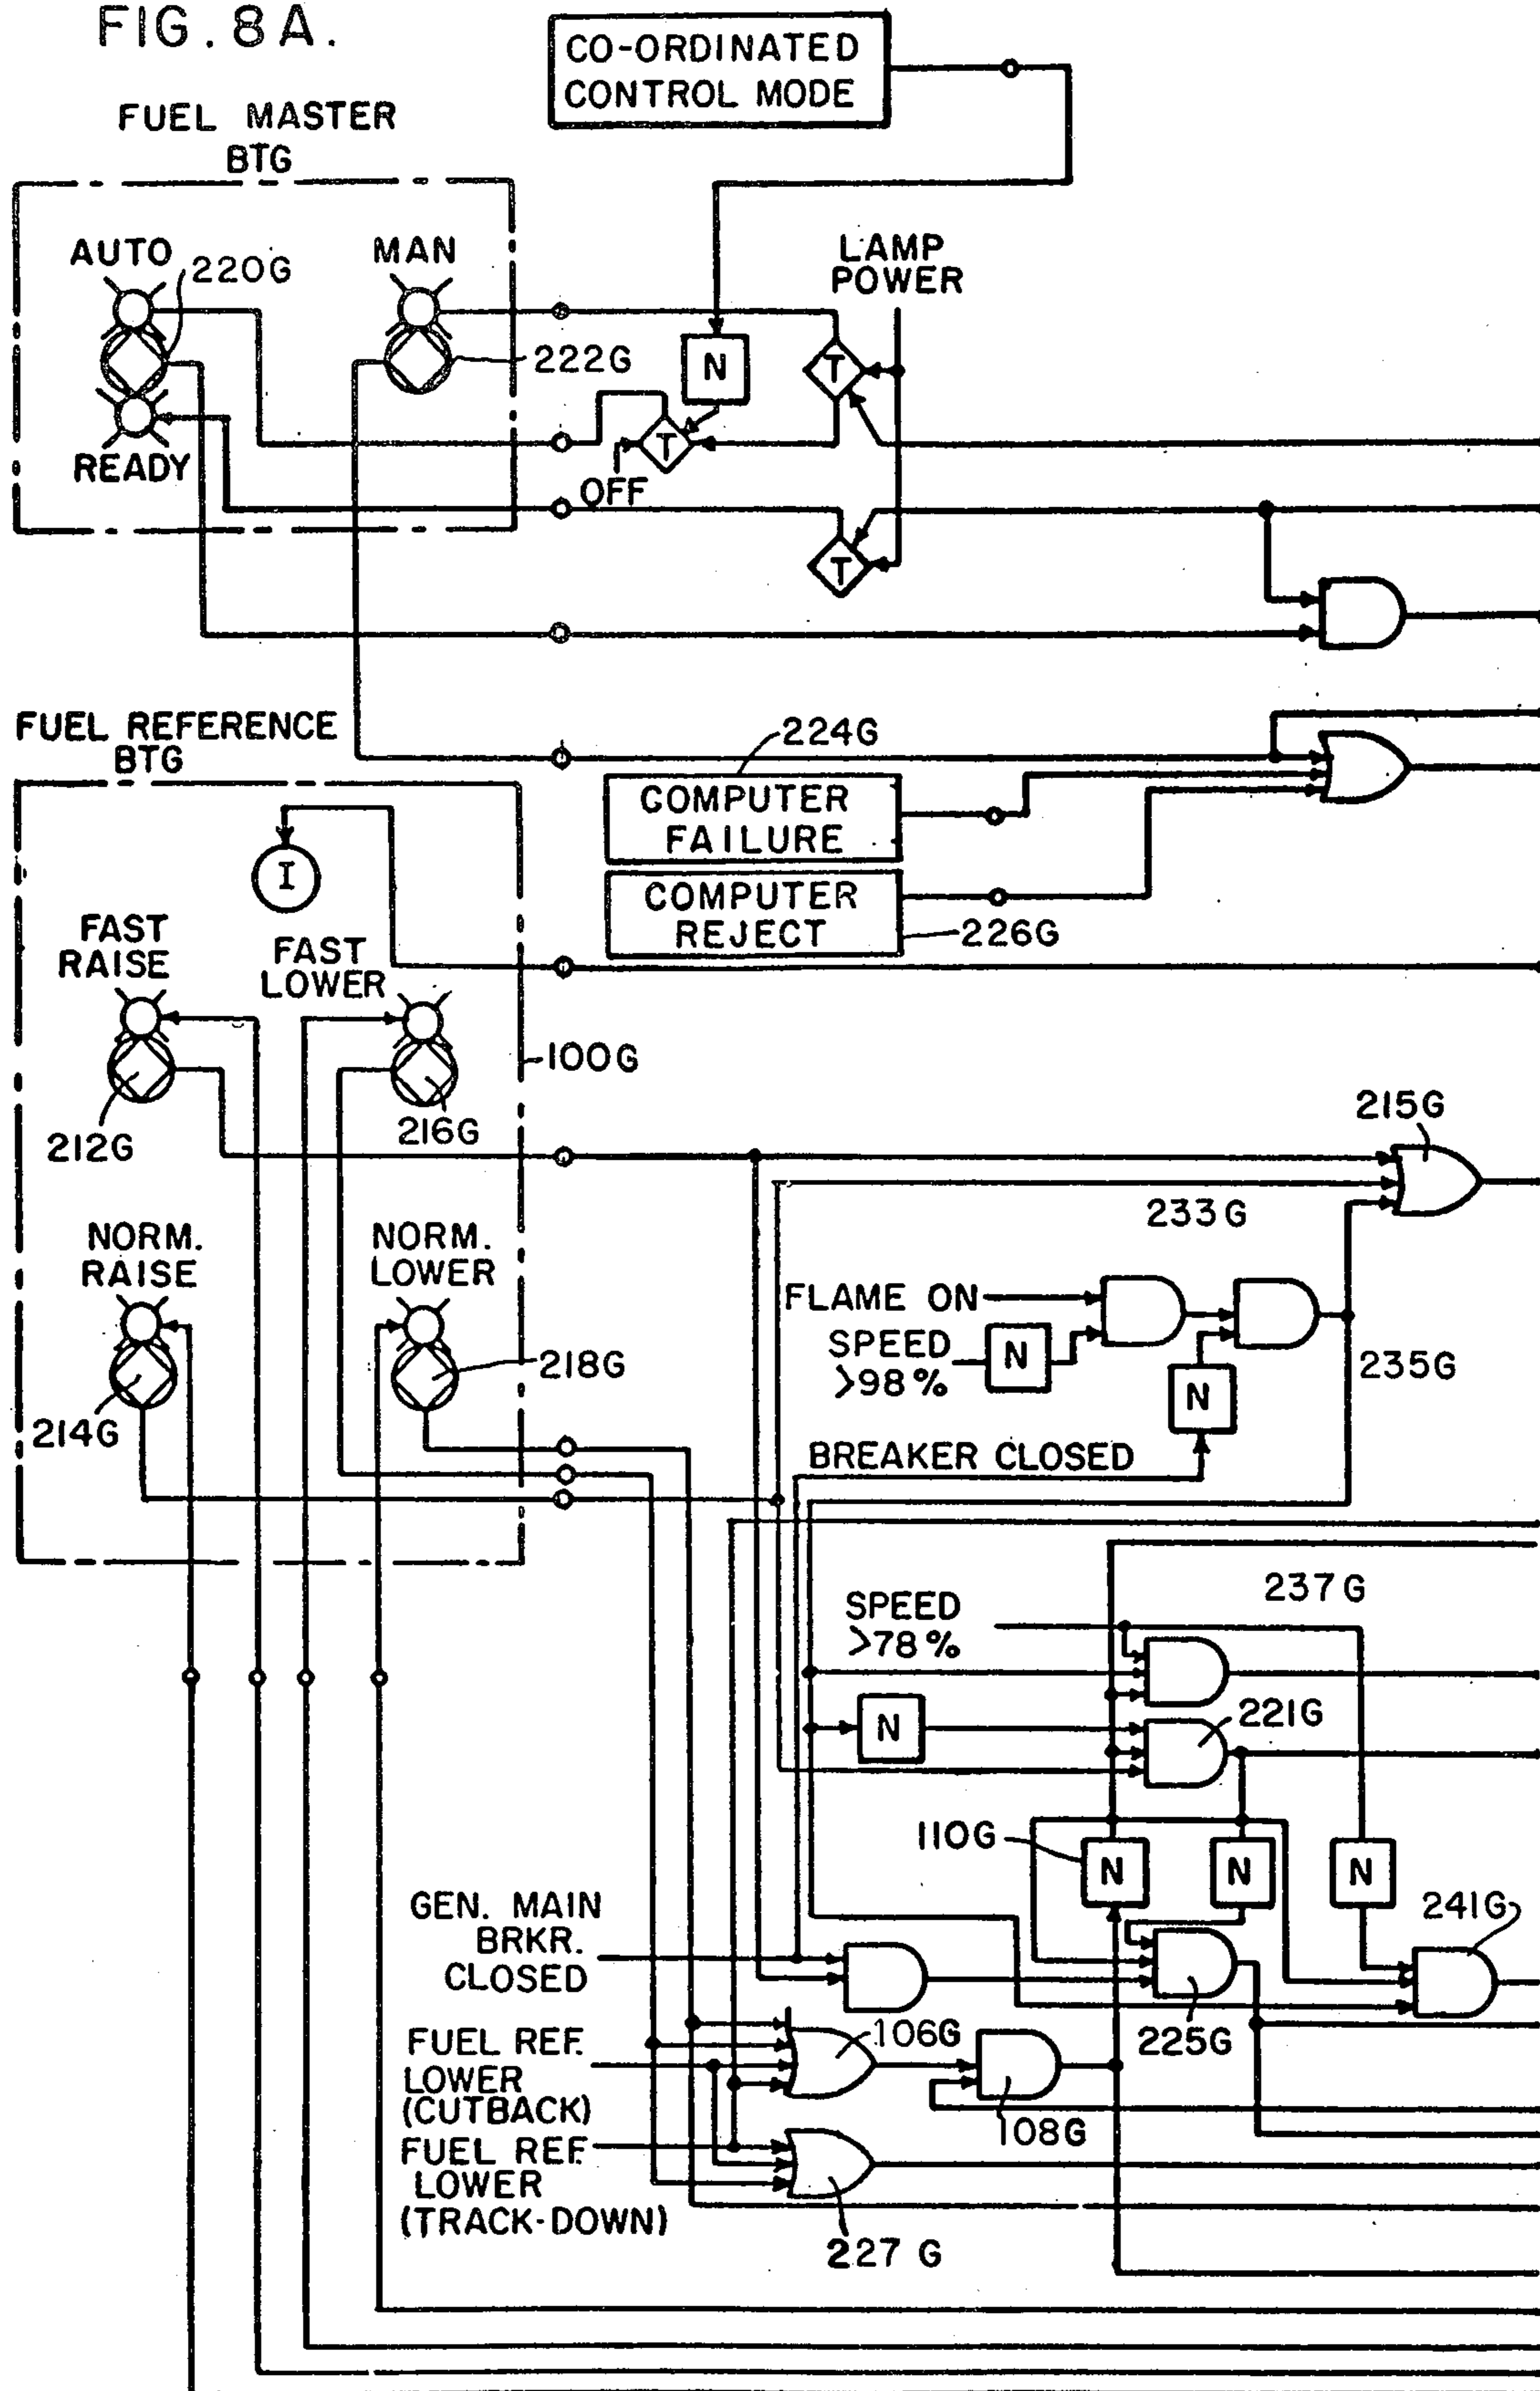 FIG. 8A.
CO-ORDINATED
CONTROL MODE
FUEL MASTER
BTG
AUTO
220G
MAN
LAMP
POWER
222G
N
T
T
READY
OFF
T
FUEL REFERENCE
BTG
224G
COMPUTER
FAILURE
I
COMPUTER
REJECT
226G
FAST
RAISE
FAST
LOWER
100G
212G
216G
215G
233G
NORM.
RAISE
NORM.
LOWER
FLAME ON
SPEED
>98%
N
N
235G
218G
214G
BREAKER CLOSED
237G
SPEED
>78%
N
221G
110G
N
N
N
GEN. MAIN
BRKR.
CLOSED
241G
225G
106G
FUEL REF.
LOWER
(CUTBACK)
108G
FUEL REF.
LOWER
(TRACK-DOWN)
227 G